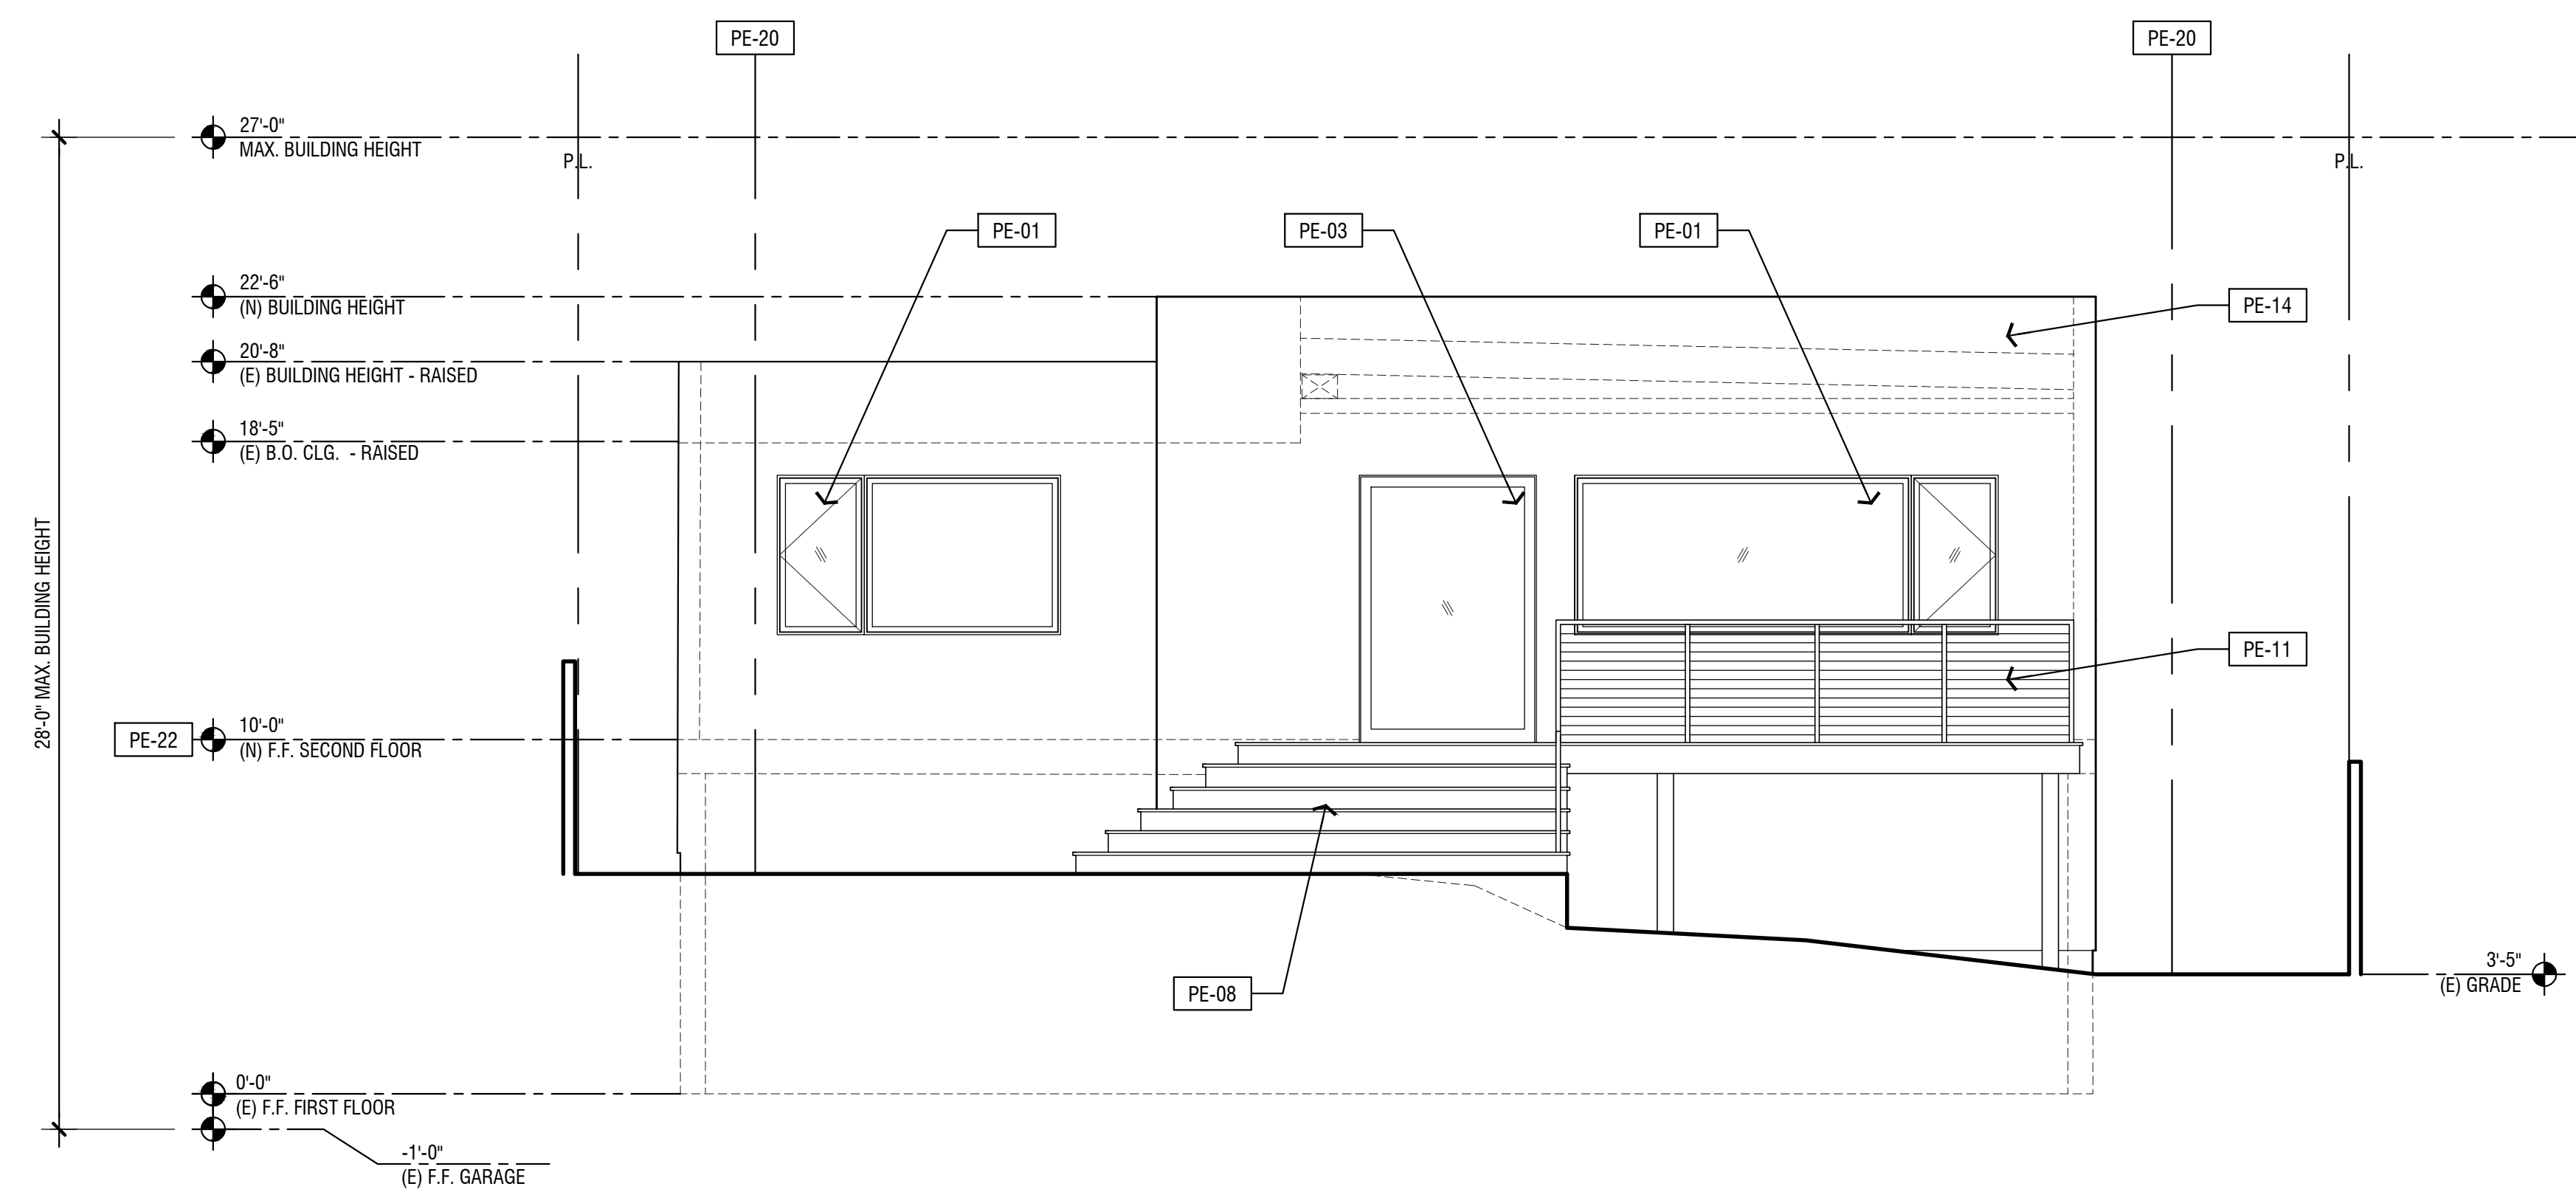 PE-20
PE-20
27'-0"
MAX. BUILDING HEIGHT
P.L.
P.L.
PE-01
PE-03
PE-01
22'-6"
(N) BUILDING HEIGHT
PE-14
20'-8"
(E) BUILDING HEIGHT - RAISED
18'-5"
(E) B.O. CLG. - RAISED
28'-0" MAX. BUILDING HEIGHT
PE-11
PE-22
10'-0"
(N) F.F. SECOND FLOOR
PE-08
3'-5"
(E) GRADE
0'-0"
(E) F.F. FIRST FLOOR
-1'-0"
(E) F.F. GARAGE